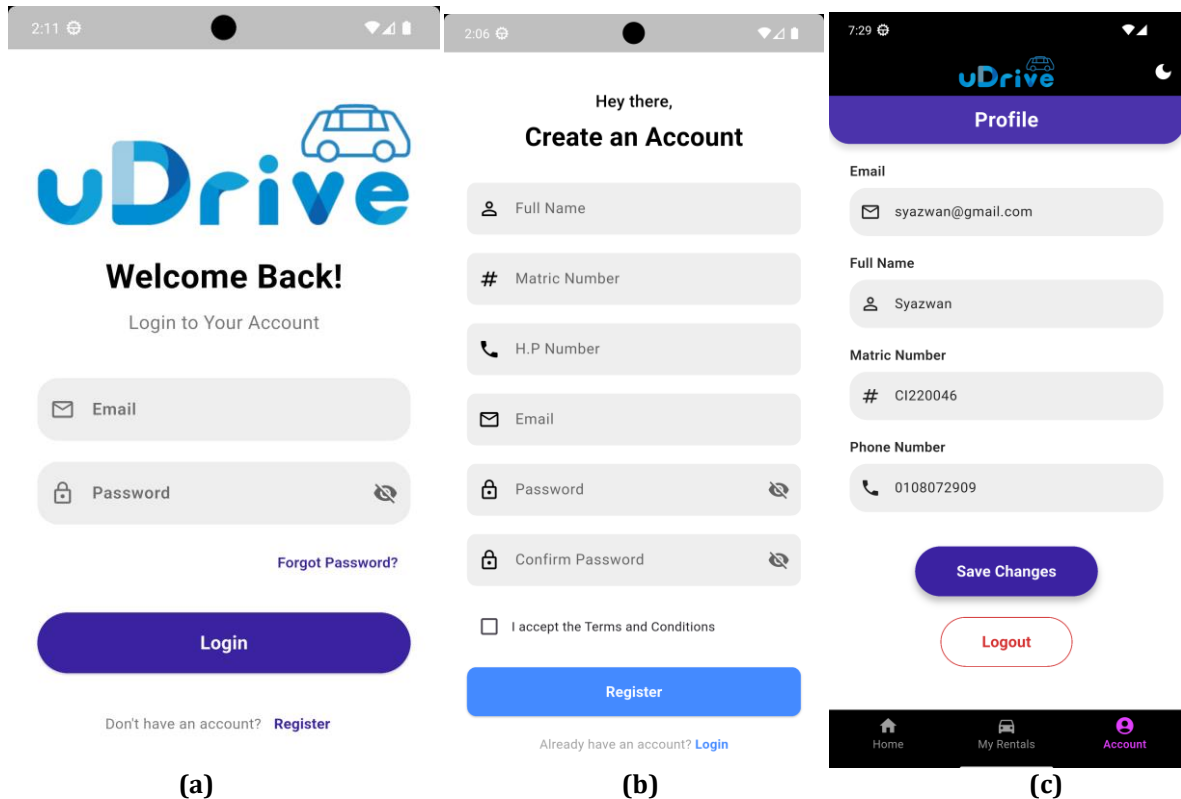 2:11
uDrive
Welcome Back!
Login to Your Account
Email
Password
Forgot Password?
Login
Don't have an account? Register
(a)
2:06
Hey there,
Create an Account
Full Name
# Matric Number
H.P Number
Email
Password
Confirm Password
I accept the Terms and Conditions
Register
Already have an account? Login
(b)
7:29
uDrive
Profile
Email
syazwan@gmail.com
Full Name
Syazwan
Matric Number
# CI220046
Phone Number
0108072909
Save Changes
Logout
Home My Rentals Account
(c)